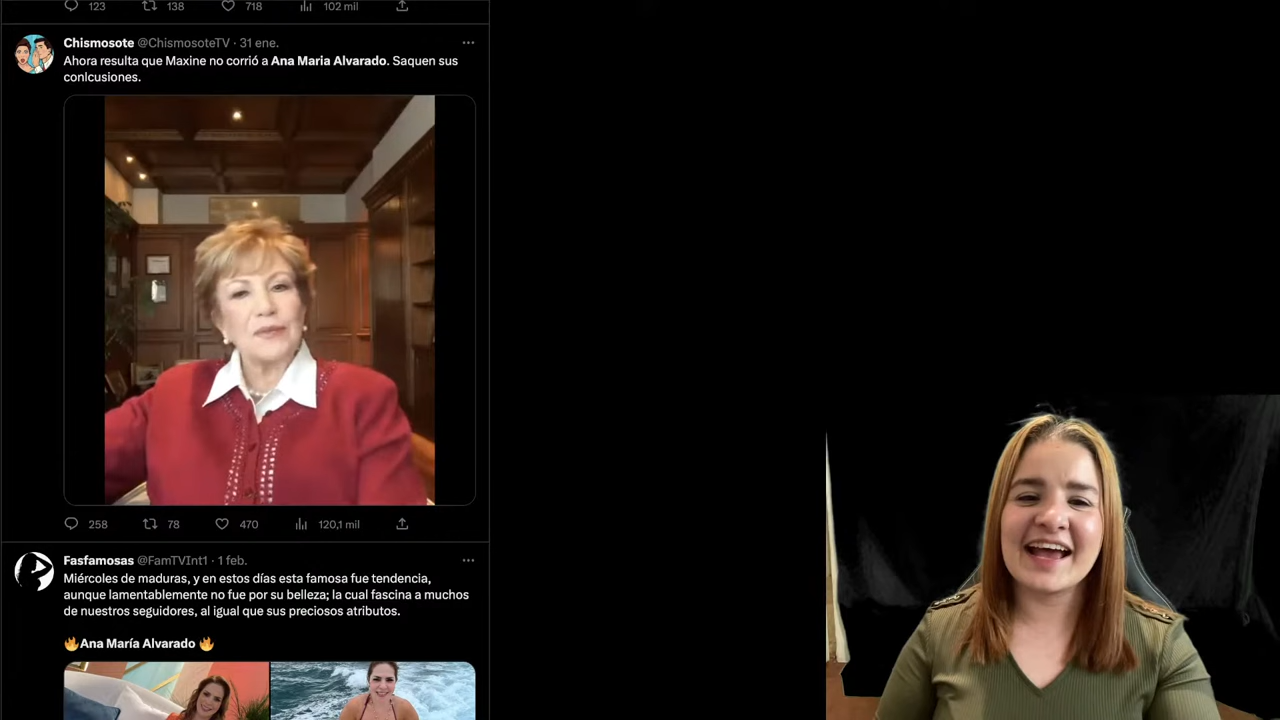 123 138 718 102 mil
Chismosote @ChismosoteTV · 31 ene.
Ahora resulta que Maxine no corrió a Ana Maria Alvarado. Saquen sus
conlcusiones.
258 78 470 120,1 mil
Fasfamosas @FamTVInt1 · 1 feb.
Miércoles de maduras, y en estos días esta famosa fue tendencia,
aunque lamentablemente no fue por su belleza; la cual fascina a muchos
de nuestros seguidores, al igual que sus preciosos atributos.
🔥Ana María Alvarado 🔥